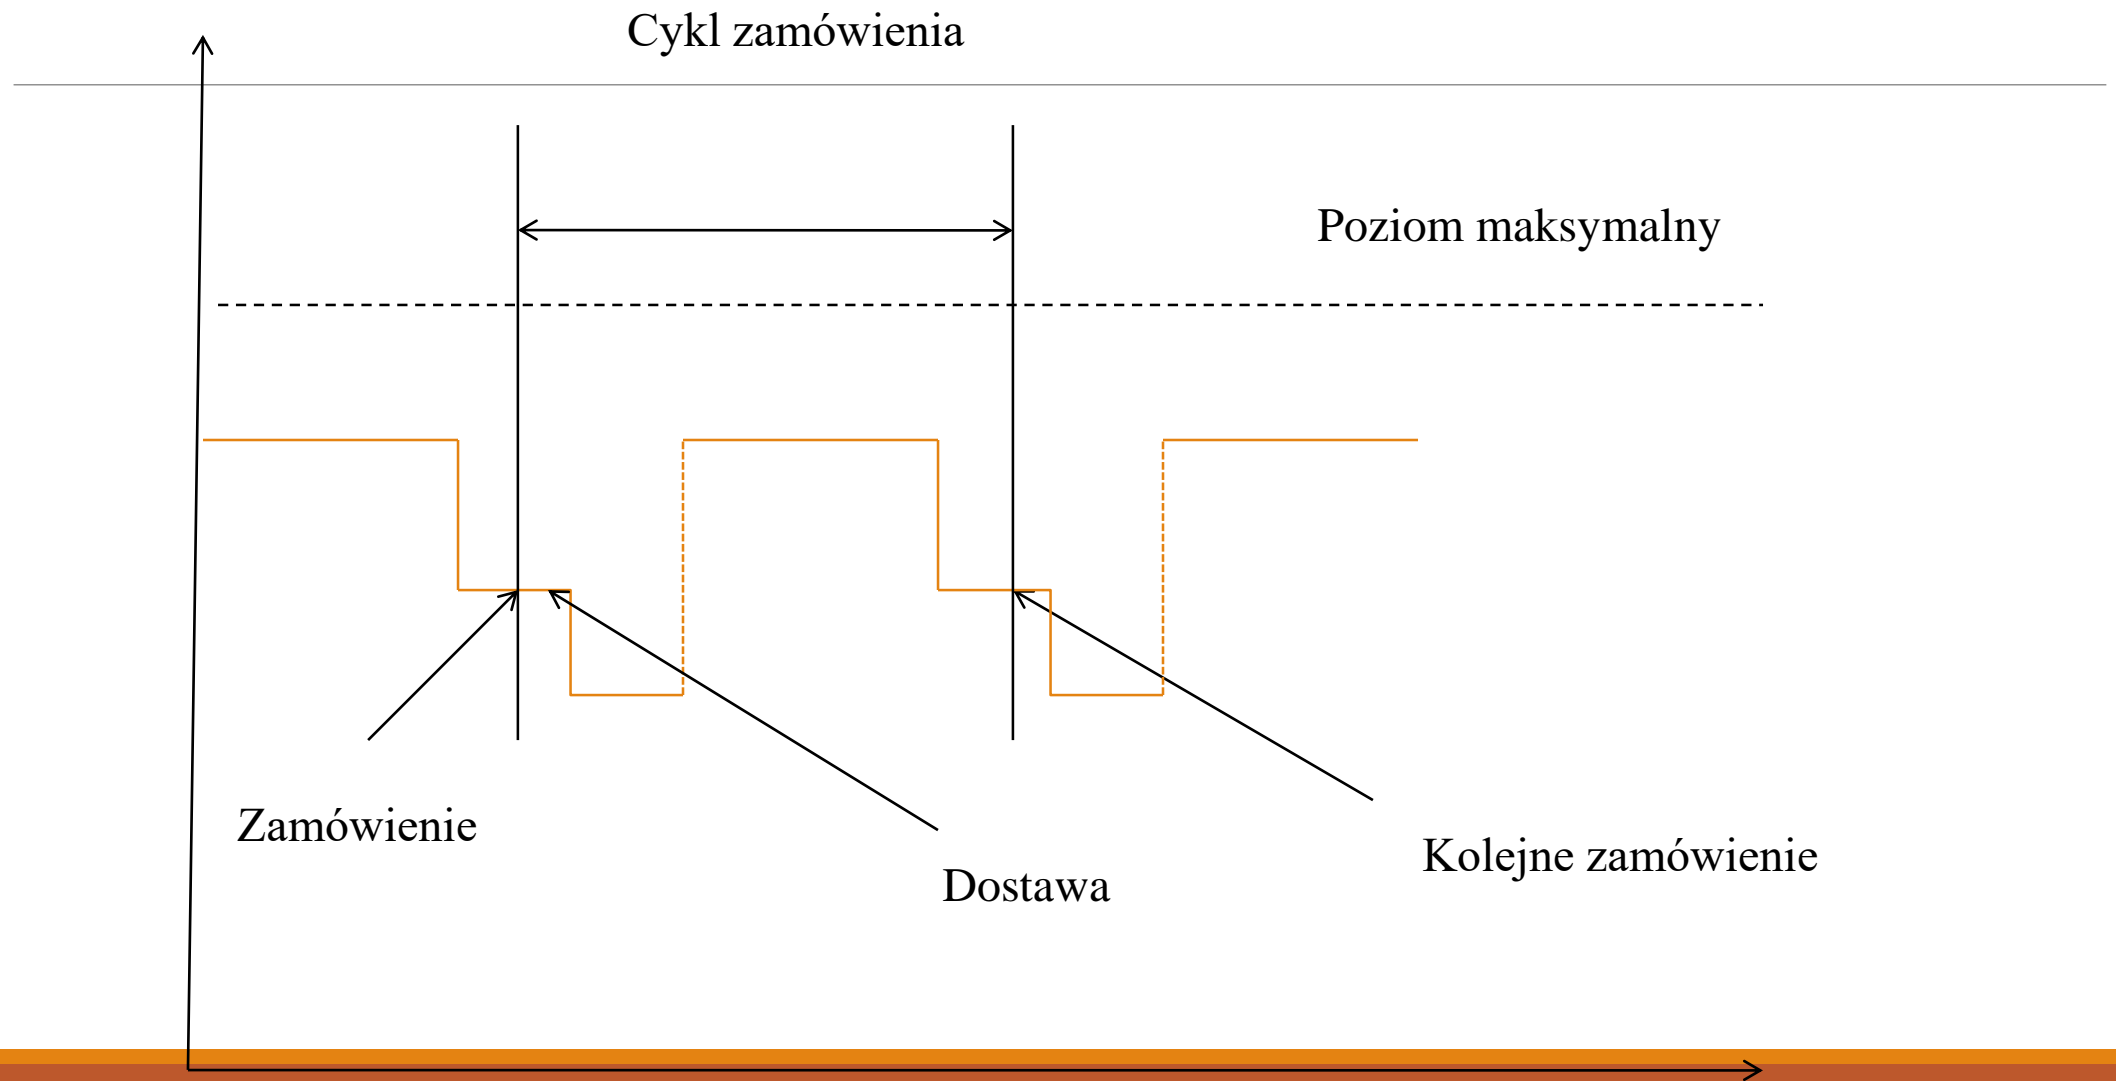 Cykl zamówienia
Poziom maksymalny
Zamówienie
Kolejne zamówienie
Dostawa